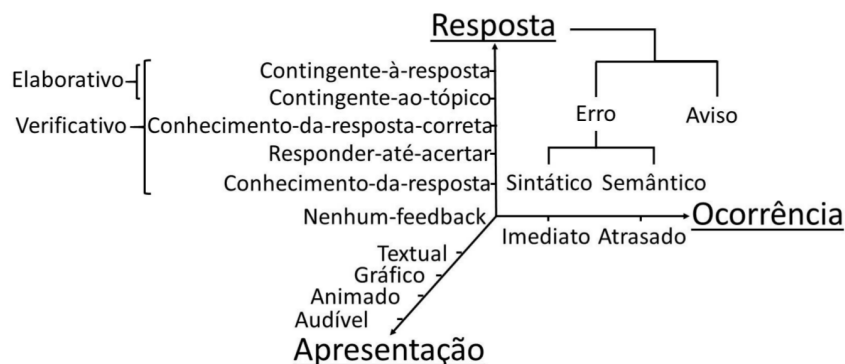 Resposta
Elaborativo
Contingente-à-resposta
Contingente-ao-tópico
Erro
Aviso
Verificativo
Conhecimento-da-resposta-correta
Responder-até-acertar
Conhecimento-da-resposta
Sintático
Semântico
Nenhum-feedback
Ocorrência
Imediato
Atrasado
Textual
Gráfico
Animado
Audível
Apresentação